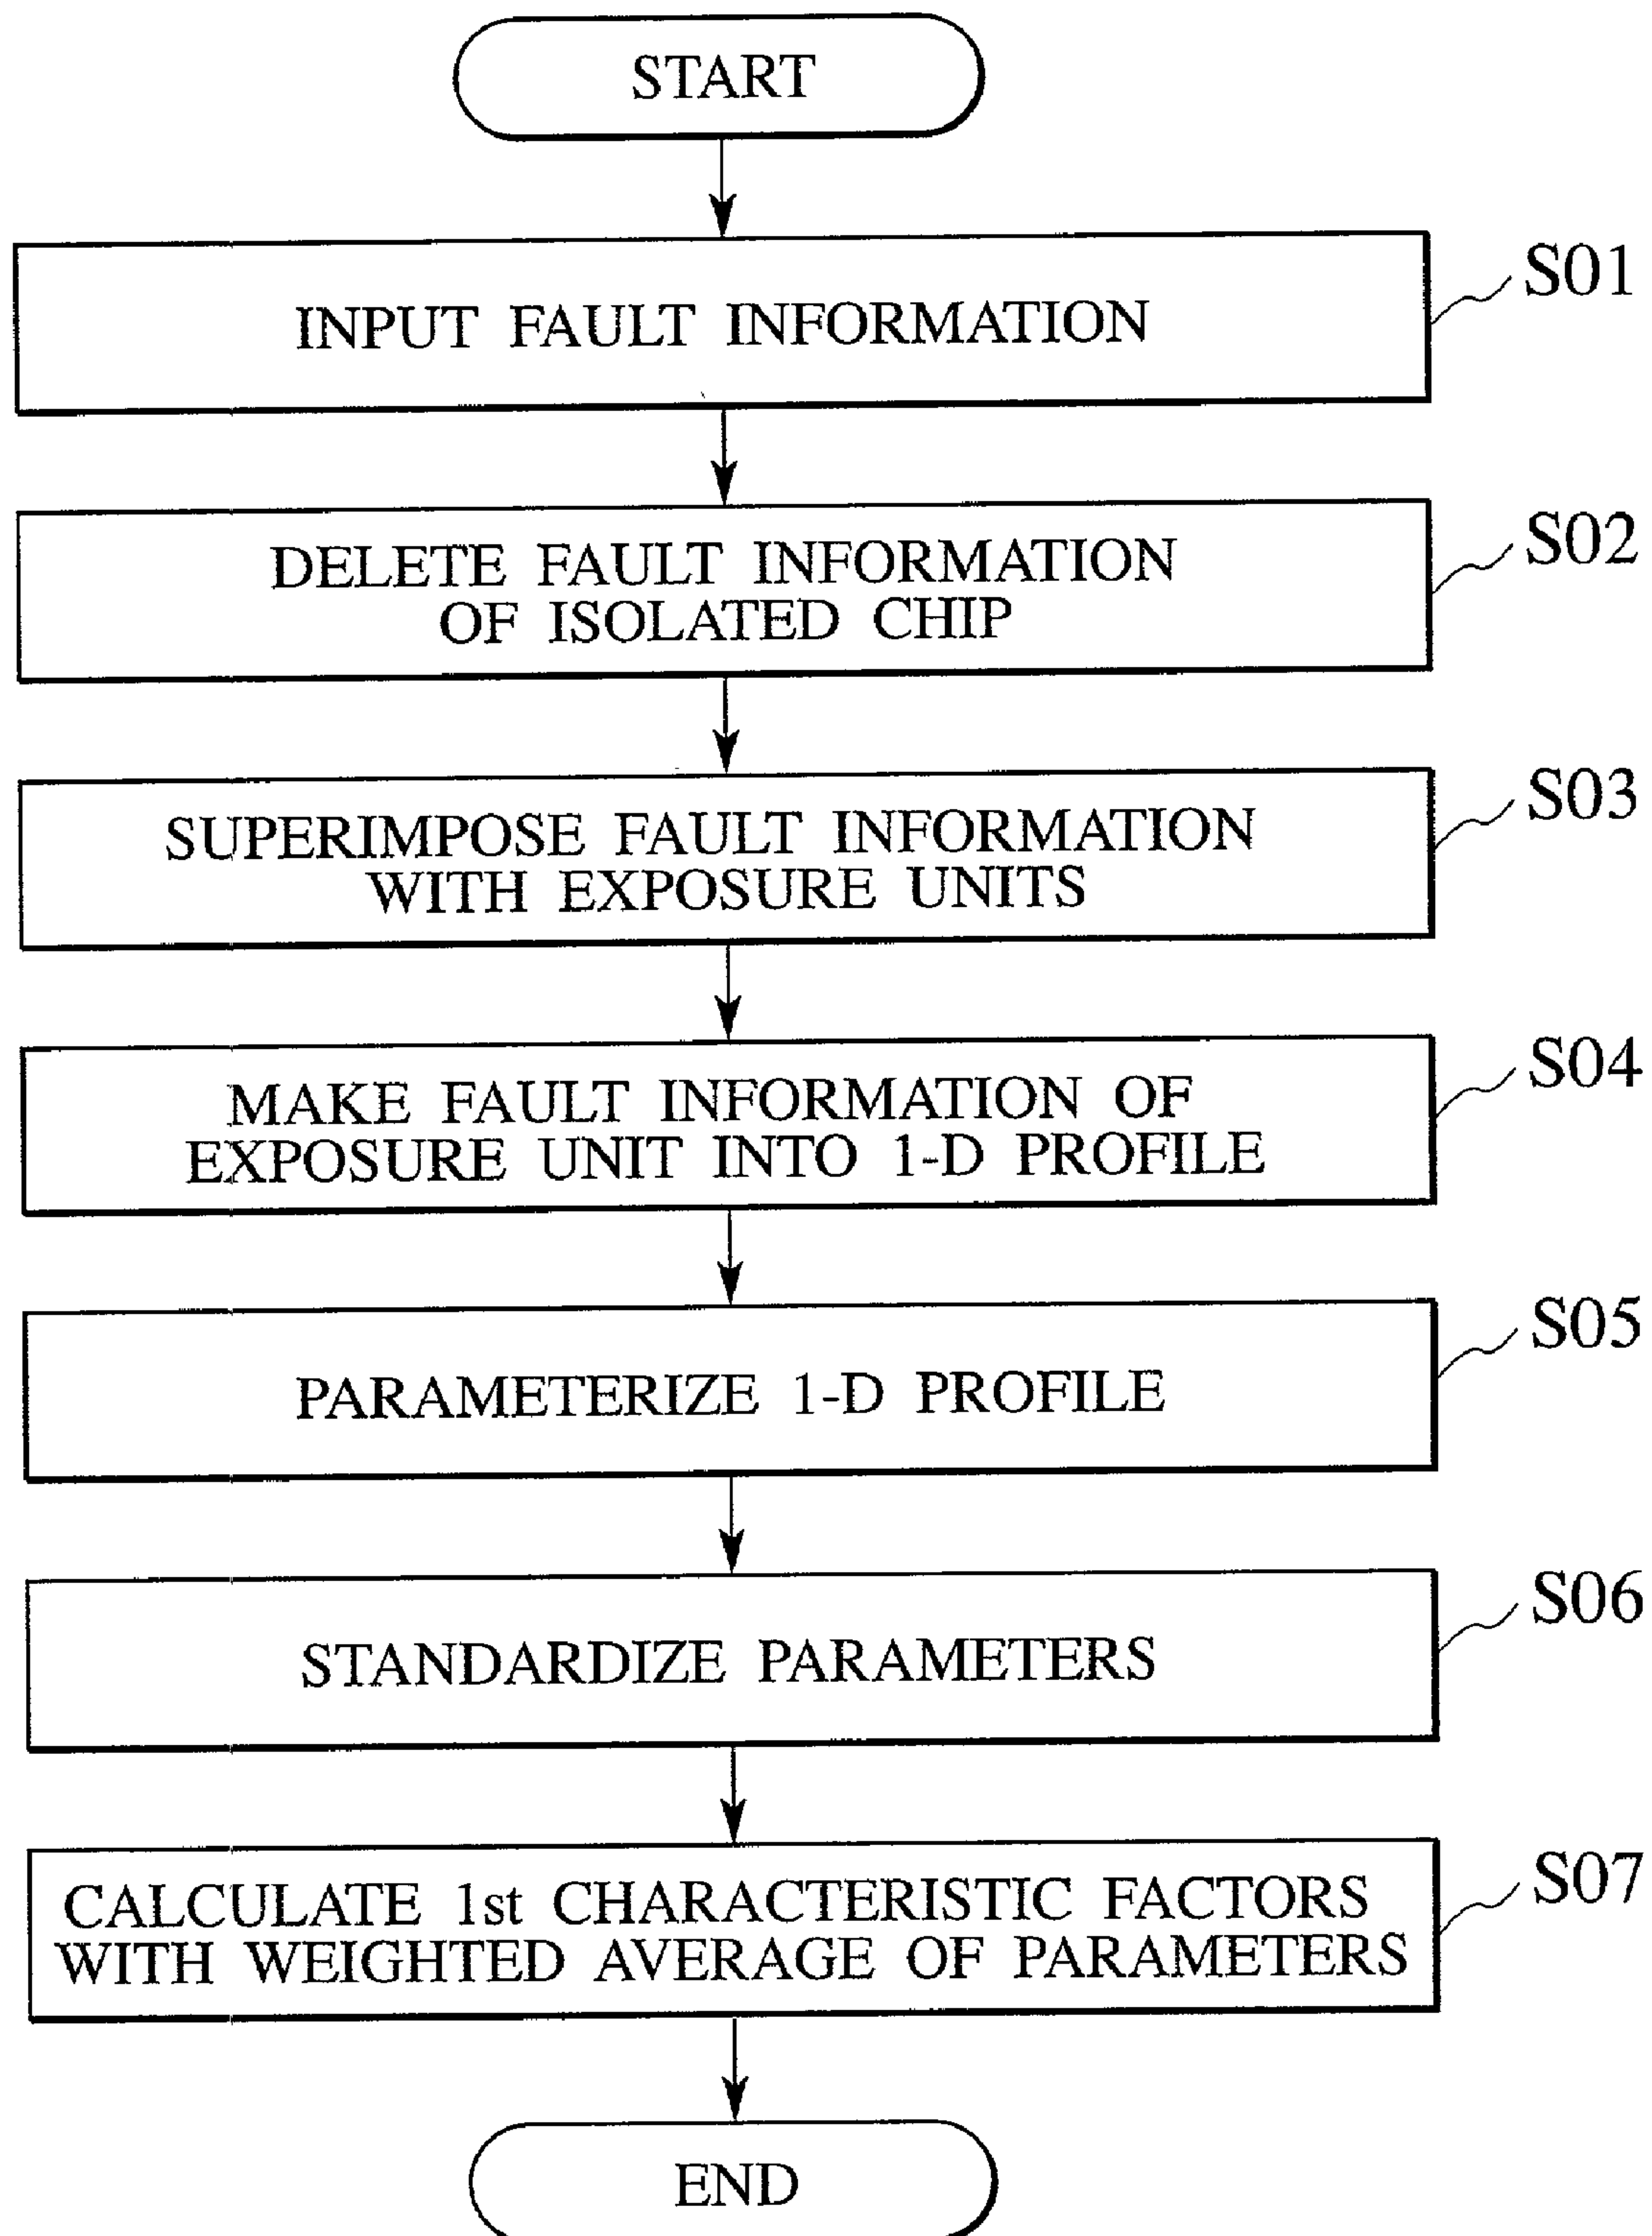 START
INPUT FAULT INFORMATION
S01
DELETE FAULT INFORMATION
OF ISOLATED CHIP
S02
SUPERIMPOSE FAULT INFORMATION
WITH EXPOSURE UNITS
S03
MAKE FAULT INFORMATION OF
EXPOSURE UNIT INTO 1-D PROFILE
S04
PARAMETERIZE 1-D PROFILE
S05
STANDARDIZE PARAMETERS
S06
CALCULATE 1st CHARACTERISTIC FACTORS
WITH WEIGHTED AVERAGE OF PARAMETERS
S07
END